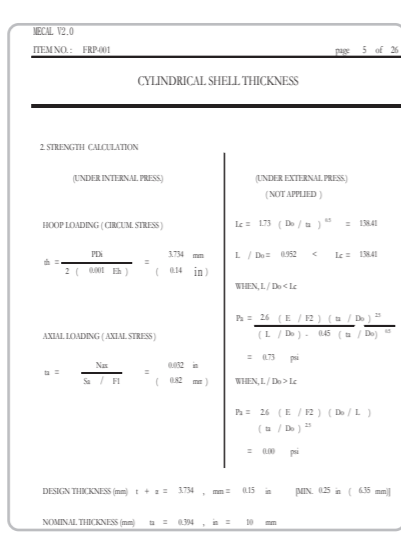 MECAL V2.0
ITEM NO. : FRP-001 page 5 of 26
CYLINDRICAL SHELL THICKNESS
2. STRENGTH CALCULATION
(UNDER INTERNAL PRESS.)
HOOP LOADING ( CIRCUM. STRESS )
th = PDi / 2 ( 0.001 Eh ) = 3.734 mm
( 0.14 in )
AXIAL LOADING ( AXIAL STRESS )
ta = Nax / Sa / F1 = 0.032 in
( 0.82 mm )
(UNDER EXTERNAL PRESS.)
( NOT APPLIED )
Lc = 1.73 ( Do / ta ) 0.5 = 138.41
L / Do = 0.952 < Lc = 138.41
WHEN, L / Do < Lc
Pa = 2.6 ( E / F2 ) ( ta / Do ) 2.5
( L / Do ) - 0.45 ( ta / Do) 0.5
= 0.73 psi
WHEN, L / Do > Lc
Pa = 2.6 ( E / F2 ) ( Do / L )
( ta / Do ) 2.5
= 0.00 psi
DESIGN THICKNESS (mm) t + a = 3.734 , mm = 0.15 in [MIN. 0.25 in ( 6.35 mm)]
NOMINAL THICKNESS (mm) ta = 0.394 , in = 10 mm